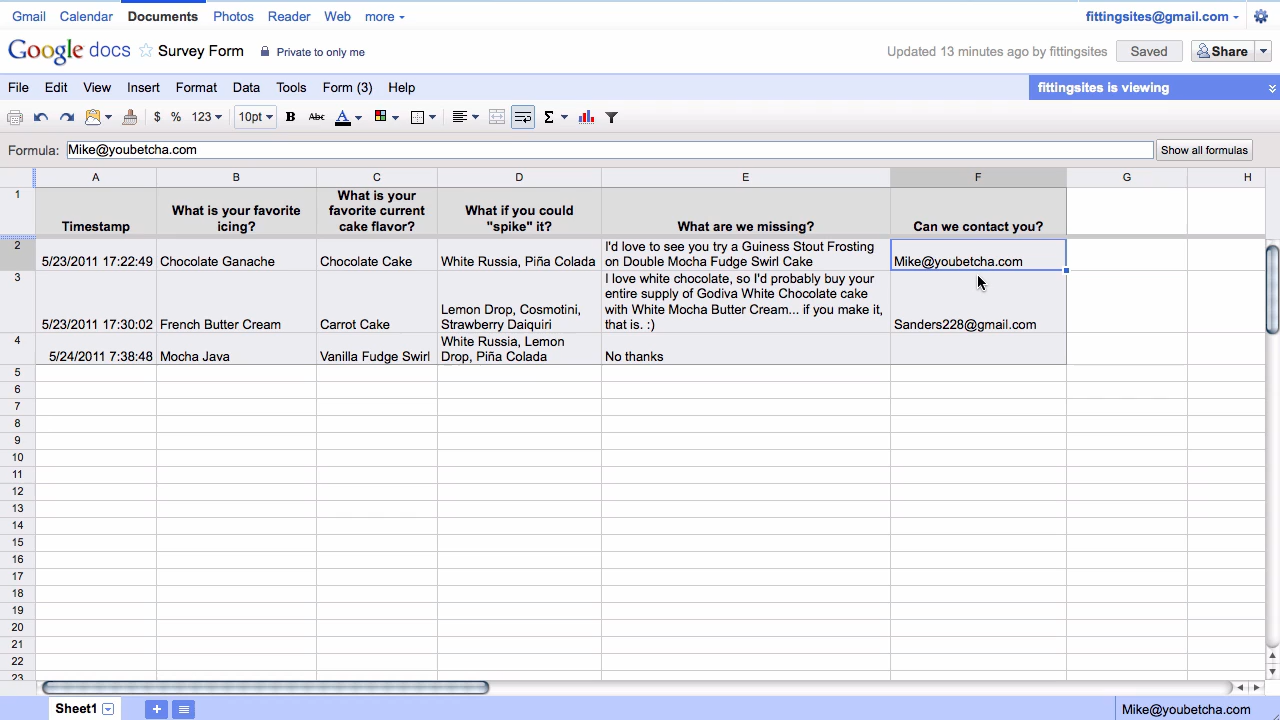 Gmail Calendar Documents Photos Reader Web more fittingsites@gmail.com
Google docs Survey Form Private to only me Updated 13 minutes ago by fittingsites Saved Share
File Edit View Insert Format Data Tools Form (3) Help fittingsites is viewing
$ % 123 10pt B Abc A Σ
Formula: Mike@youbetcha.com Show all formulas
A B C D E F G H
1
Timestamp
What is your favorite
icing?
What is your
favorite current
cake flavor?
What if you could
"spike" it?
What are we missing?
Can we contact you?
2
5/23/2011 17:22:49
Chocolate Ganache
Chocolate Cake
White Russia, Piña Colada
I'd love to see you try a Guiness Stout Frosting
on Double Mocha Fudge Swirl Cake
Mike@youbetcha.com
3
5/23/2011 17:30:02
French Butter Cream
Carrot Cake
Lemon Drop, Cosmotini,
Strawberry Daiquiri
I love white chocolate, so I'd probably buy your
entire supply of Godiva White Chocolate cake
with White Mocha Butter Cream... if you make it,
that is. :)
Sanders228@gmail.com
4
5/24/2011 7:38:48
Mocha Java
Vanilla Fudge Swirl
White Russia, Lemon
Drop, Piña Colada
No thanks
5
6
7
8
9
10
11
12
13
14
15
16
17
18
19
20
21
22
23
Sheet1 Mike@youbetcha.com